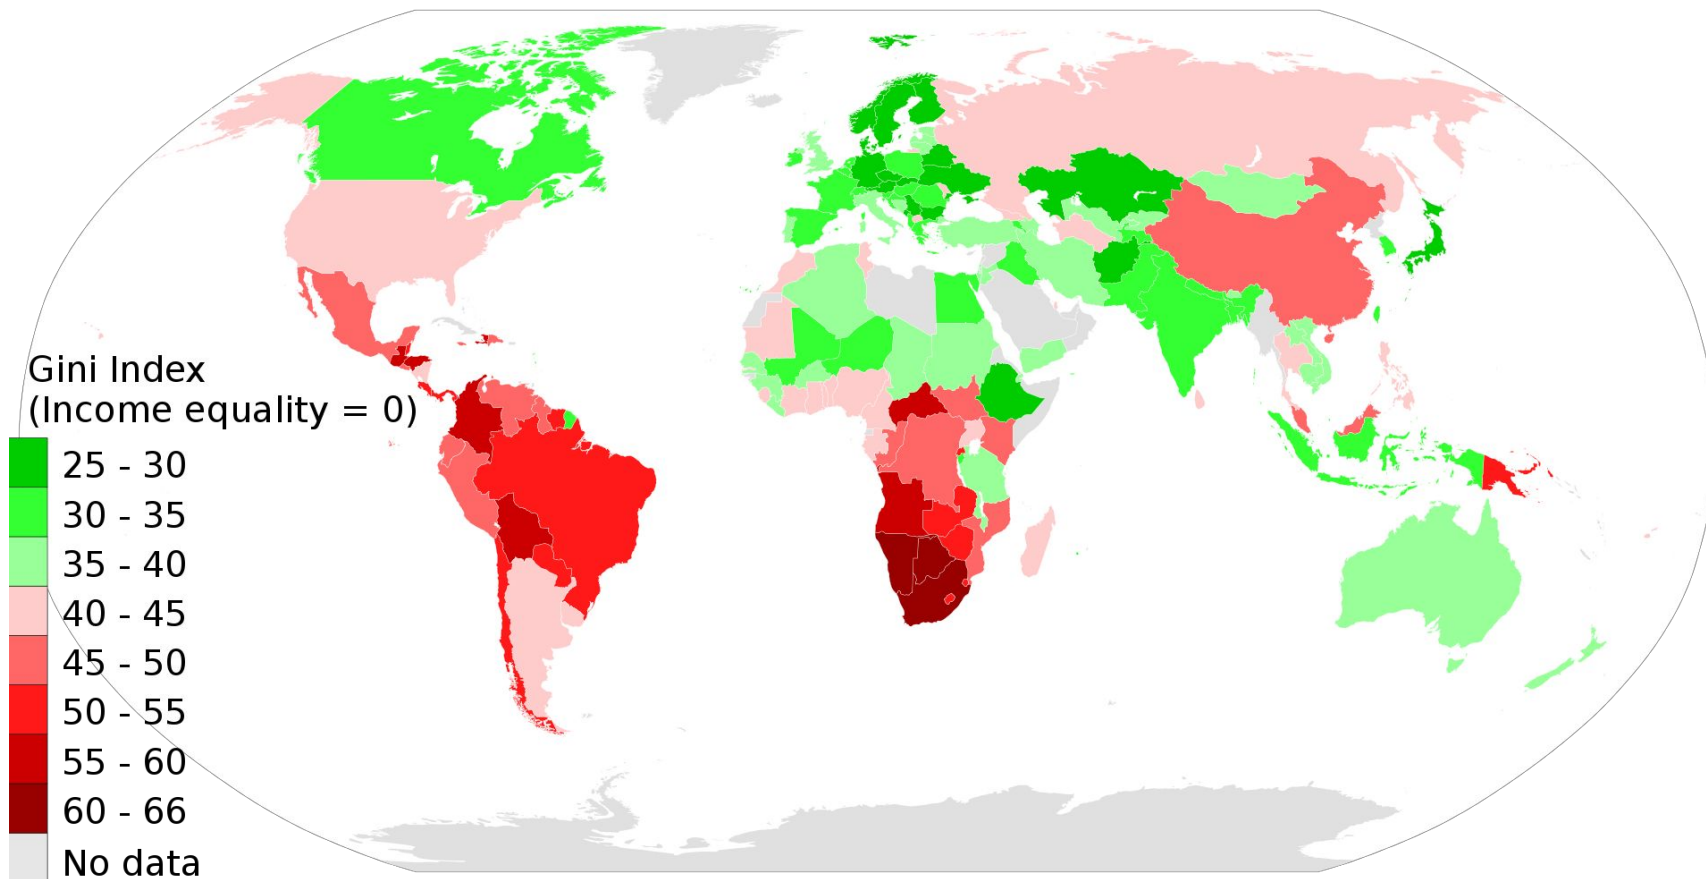 Gini Index
(Income equality = 0)
25 - 30
30 - 35
35 - 40
40 - 45
45 - 50
50 - 55
55 - 60
60 - 66
No data